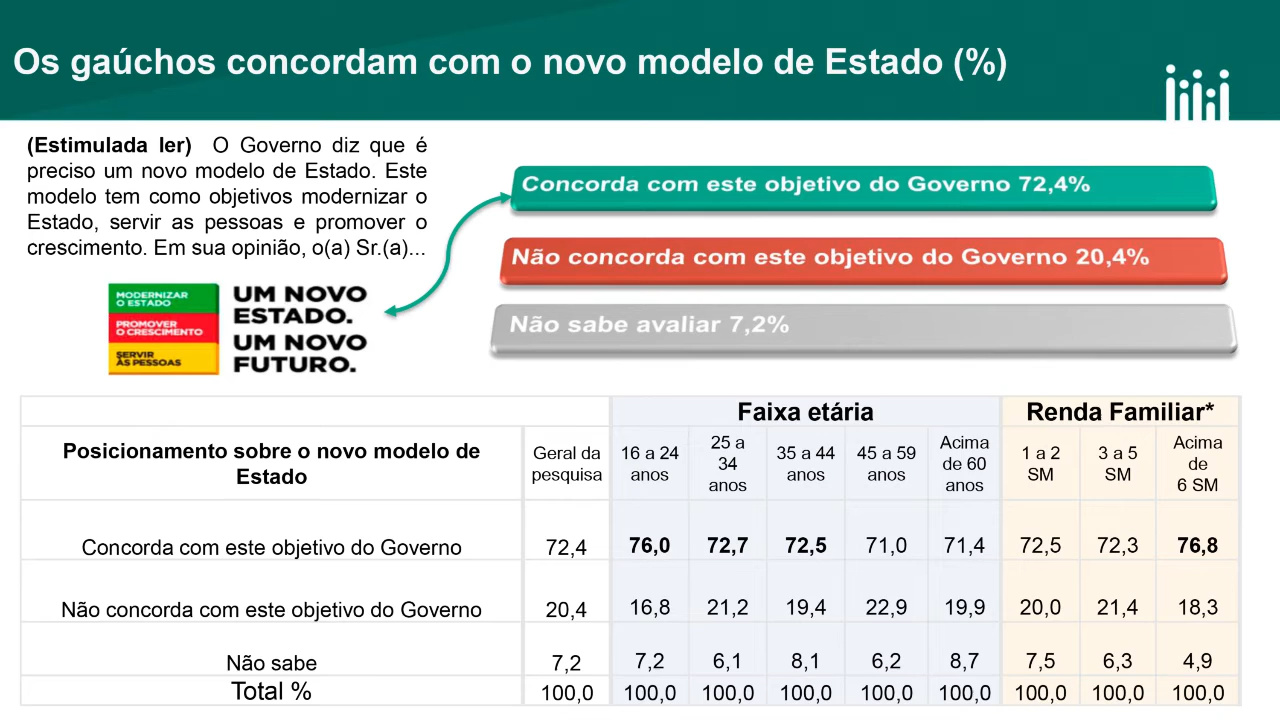 Os gaúchos concordam com o novo modelo de Estado (%)
(Estimulada ler) O Governo diz que é
preciso um novo modelo de Estado. Este
modelo tem como objetivos modernizar o
Estado, servir as pessoas e promover o
crescimento. Em sua opinião, o(a) Sr.(a)...
MODERNIZAR
O ESTADO
PROMOVER
O CRESCIMENTO
SERVIR
ÀS PESSOAS
UM NOVO
ESTADO.
UM NOVO
FUTURO.
Concorda com este objetivo do Governo 72,4%
Não concorda com este objetivo do Governo 20,4%
Não sabe avaliar 7,2%
Faixa etária Renda Familiar*
Posicionamento sobre o novo modelo de
Estado
Geral da
pesquisa
16 a 24
anos
25 a
34
anos
35 a 44
anos
45 a 59
anos
Acima
de 60
anos
1 a 2
SM
3 a 5
SM
Acima
de
6 SM
Concorda com este objetivo do Governo 72,4 76,0 72,7 72,5 71,0 71,4 72,5 72,3 76,8
Não concorda com este objetivo do Governo 20,4 16,8 21,2 19,4 22,9 19,9 20,0 21,4 18,3
Não sabe 7,2 7,2 6,1 8,1 6,2 8,7 7,5 6,3 4,9
Total % 100,0 100,0 100,0 100,0 100,0 100,0 100,0 100,0 100,0